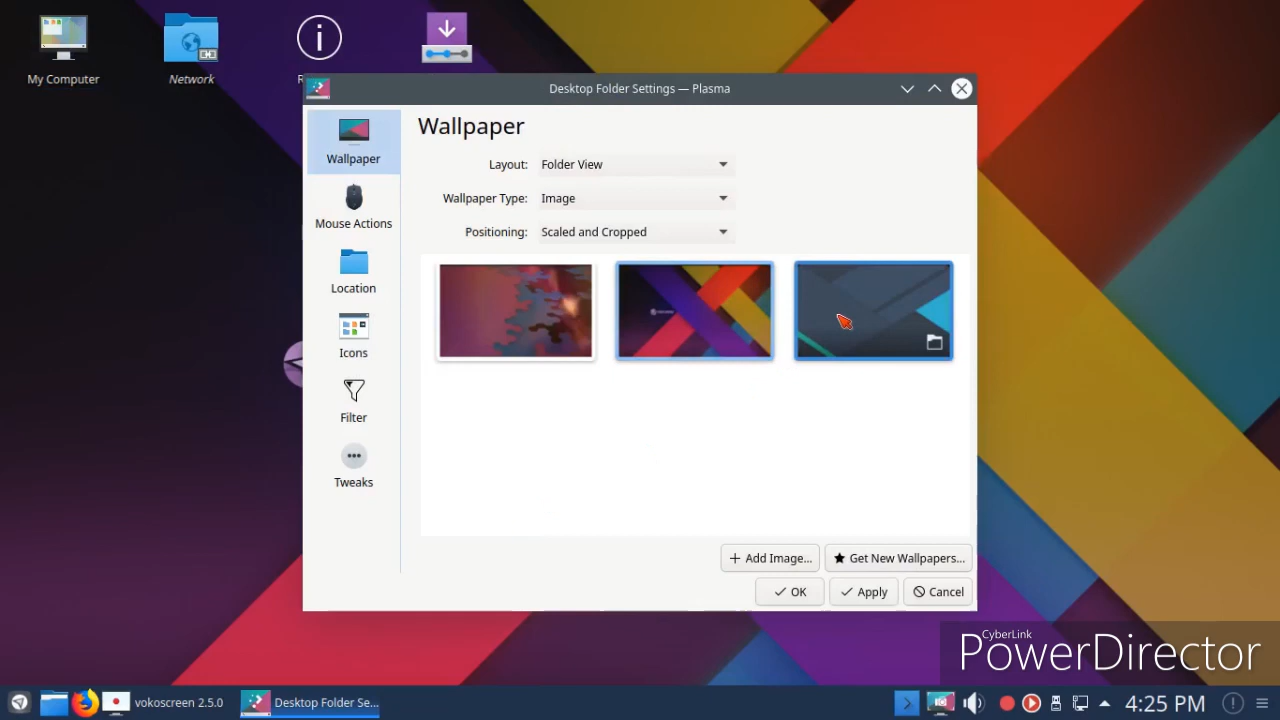 My Computer
Network
Desktop Folder Settings — Plasma
Wallpaper
Wallpaper
Layout: Folder View
Wallpaper Type: Image
Positioning: Scaled and Cropped
Mouse Actions
Location
Icons
Filter
Tweaks
Add Image...
Get New Wallpapers...
OK
Apply
Cancel
CyberLink
PowerDirector
vokoscreen 2.5.0
Desktop Folder Se...
4:25 PM